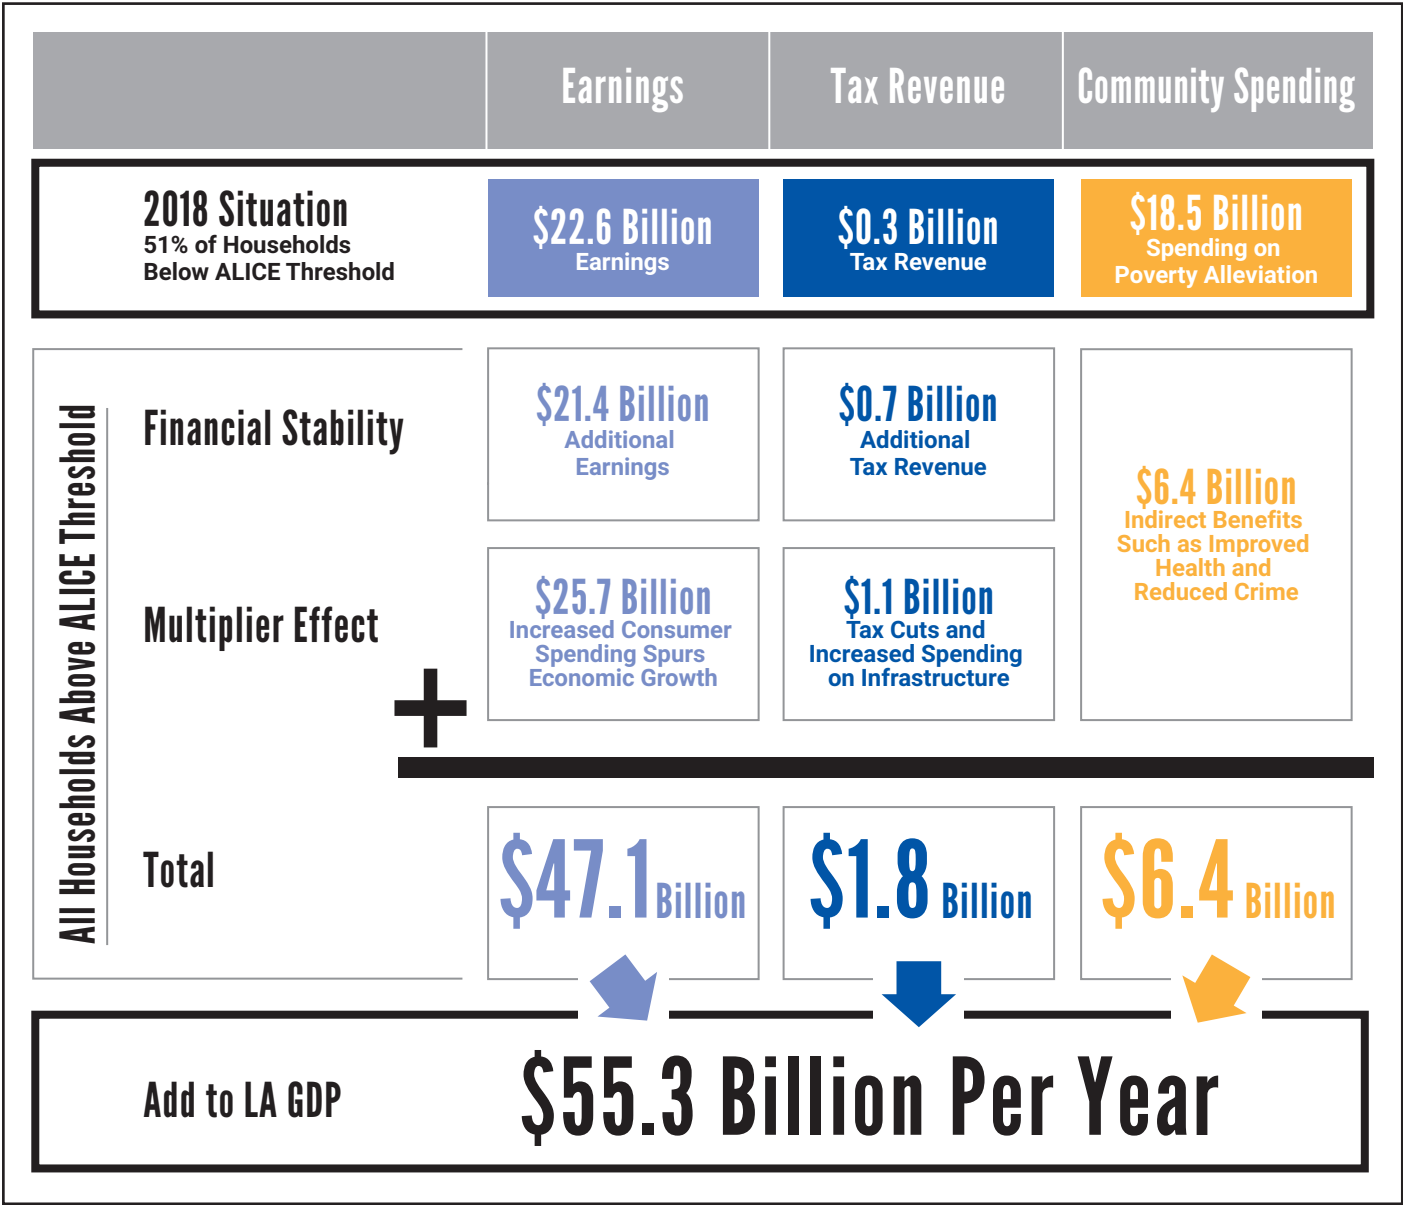 Earnings
Tax Revenue
Community Spending
2018 Situation
51% of Households
Below ALICE Threshold
$22.6 Billion
Earnings
$0.3 Billion
Tax Revenue
$18.5 Billion
Spending on
Poverty Alleviation
All Households Above ALICE Threshold
Financial Stability
$21.4 Billion
Additional
Earnings
$0.7 Billion
Additional
Tax Revenue
$6.4 Billion
Indirect Benefits
Such as Improved
Health and
Reduced Crime
Multiplier Effect
$25.7 Billion
Increased Consumer
Spending Spurs
Economic Growth
$1.1 Billion
Tax Cuts and
Increased Spending
on Infrastructure
+
Total
$47.1 Billion
$1.8 Billion
$6.4 Billion
Add to LA GDP
$55.3 Billion Per Year